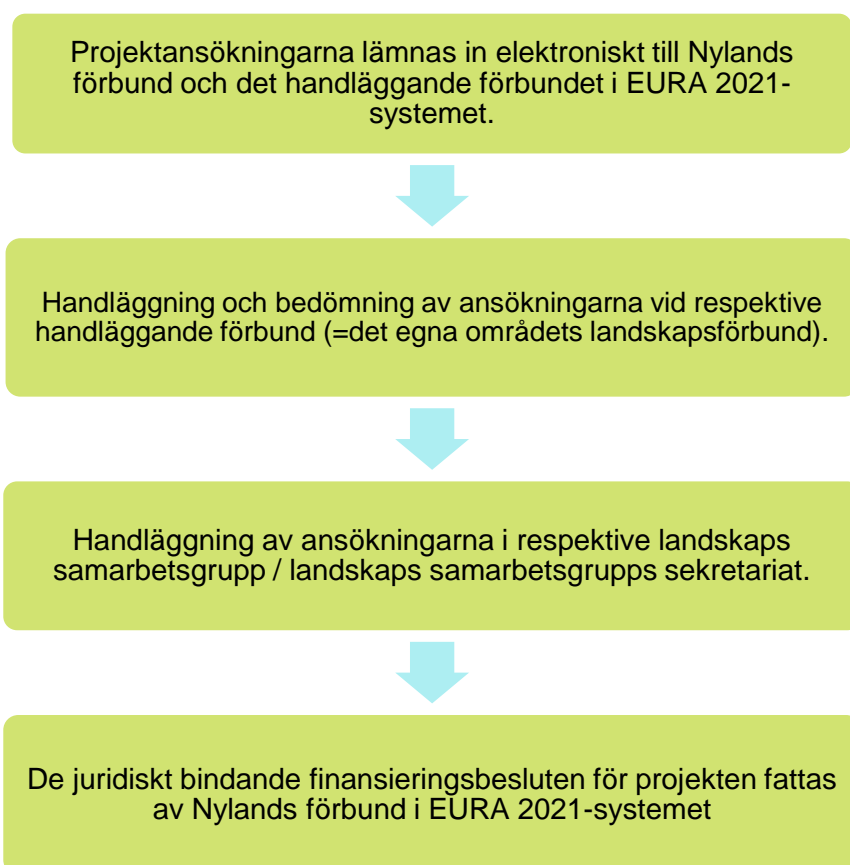 Projektansökningarna lämnas in elektroniskt till Nylands
förbund och det handläggande förbundet i EURA 2021-
systemet.
Handläggning och bedömning av ansökningarna vid respektive
handläggande förbund (=det egna områdets landskapsförbund).
Handläggning av ansökningarna i respektive landskaps
samarbetsgrupp / landskaps samarbetsgrupps sekretariat.
De juridiskt bindande finansieringsbesluten för projekten fattas
av Nylands förbund i EURA 2021-systemet